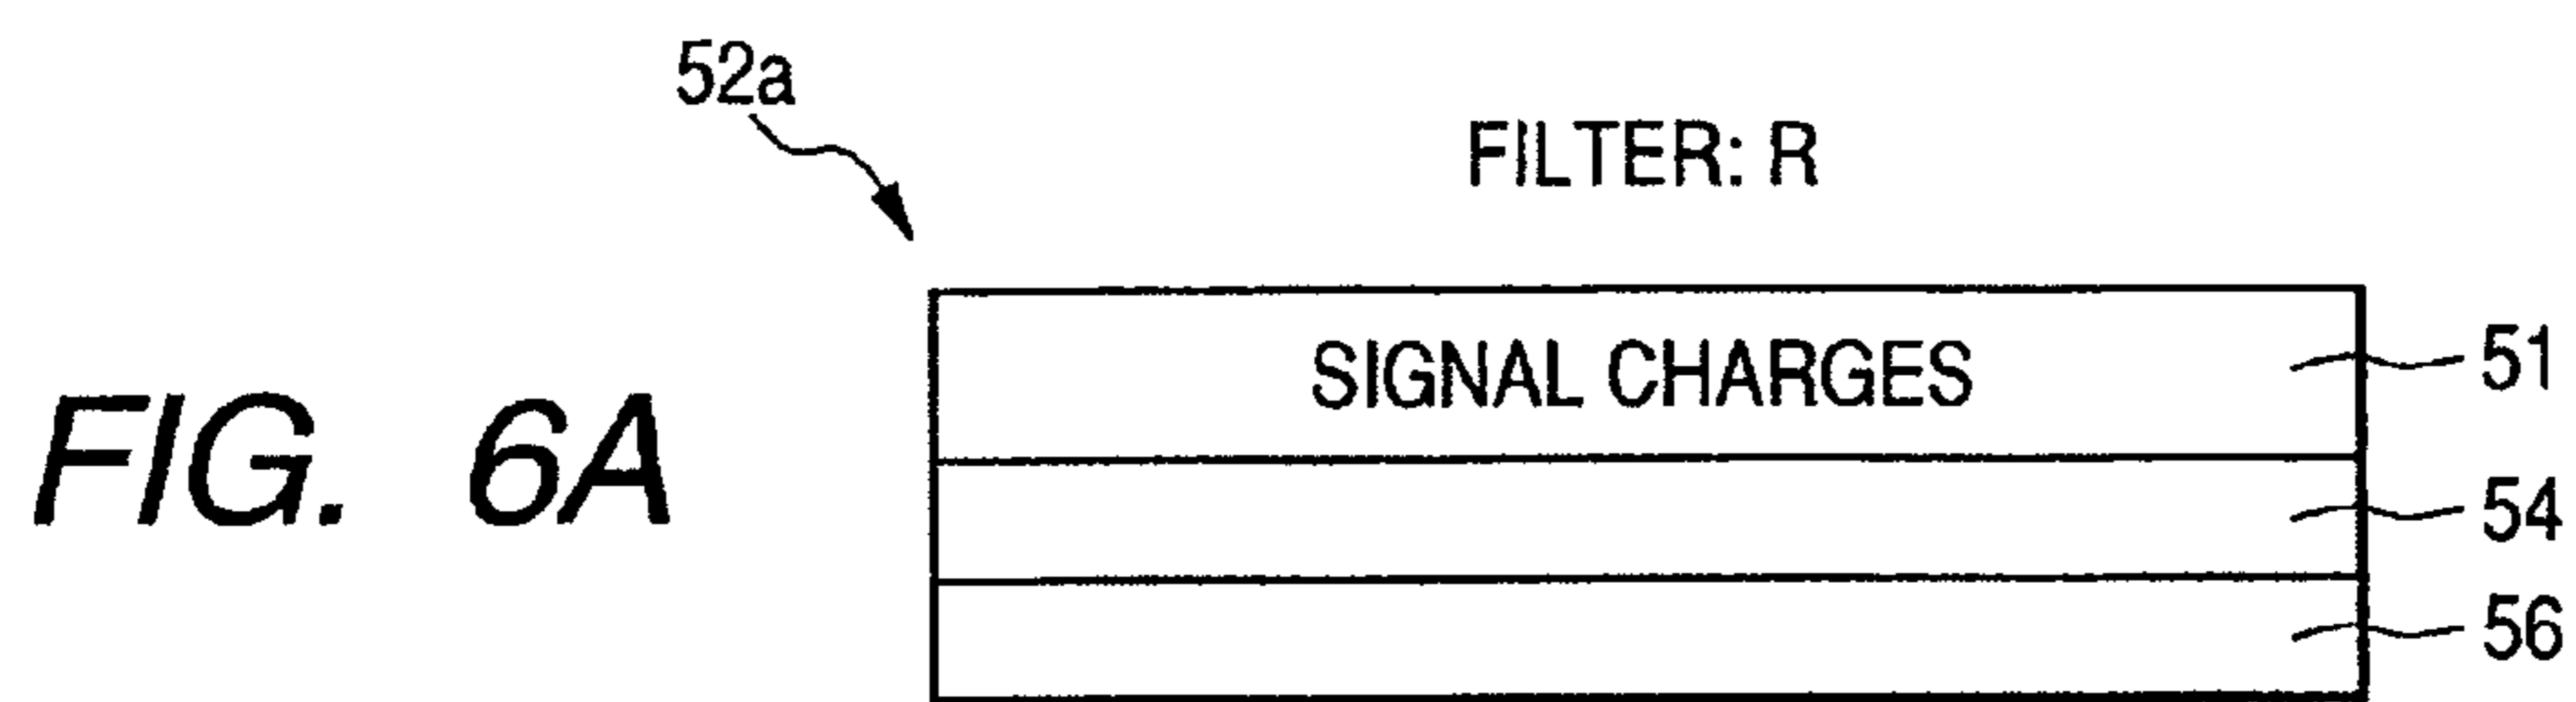 52a
FILTER: R
SIGNAL CHARGES
51
FIG. 6A
54
56